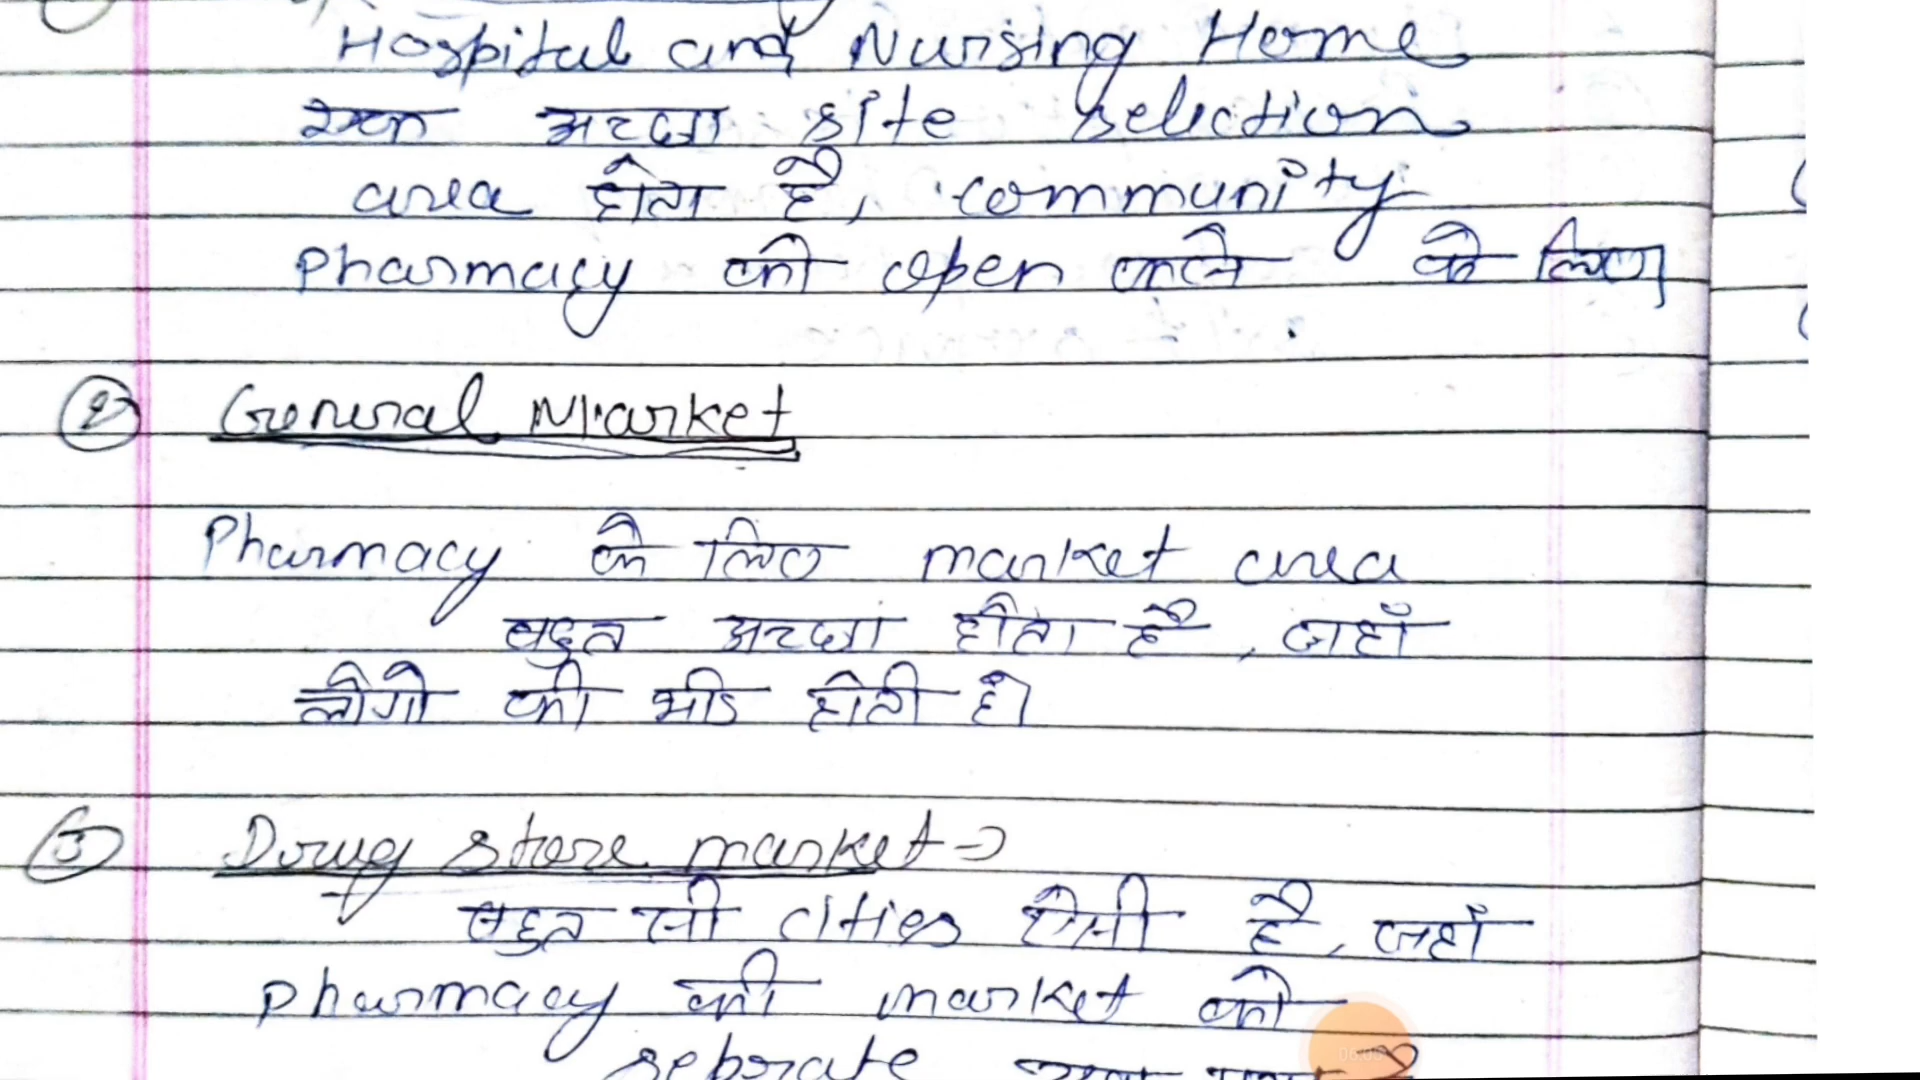 Hospital and Nursing Home
एक अच्छा site selection
area होता है, community
pharmacy को open करने के लिए
② General Market
Pharmacy के लिए market area
बहुत अच्छा होता है, जहाँ
लोगो की भीड होती है।
③ Drug store market →
बहुत सी cities ऐसी है, जहाँ
pharmacy की market को
seprate